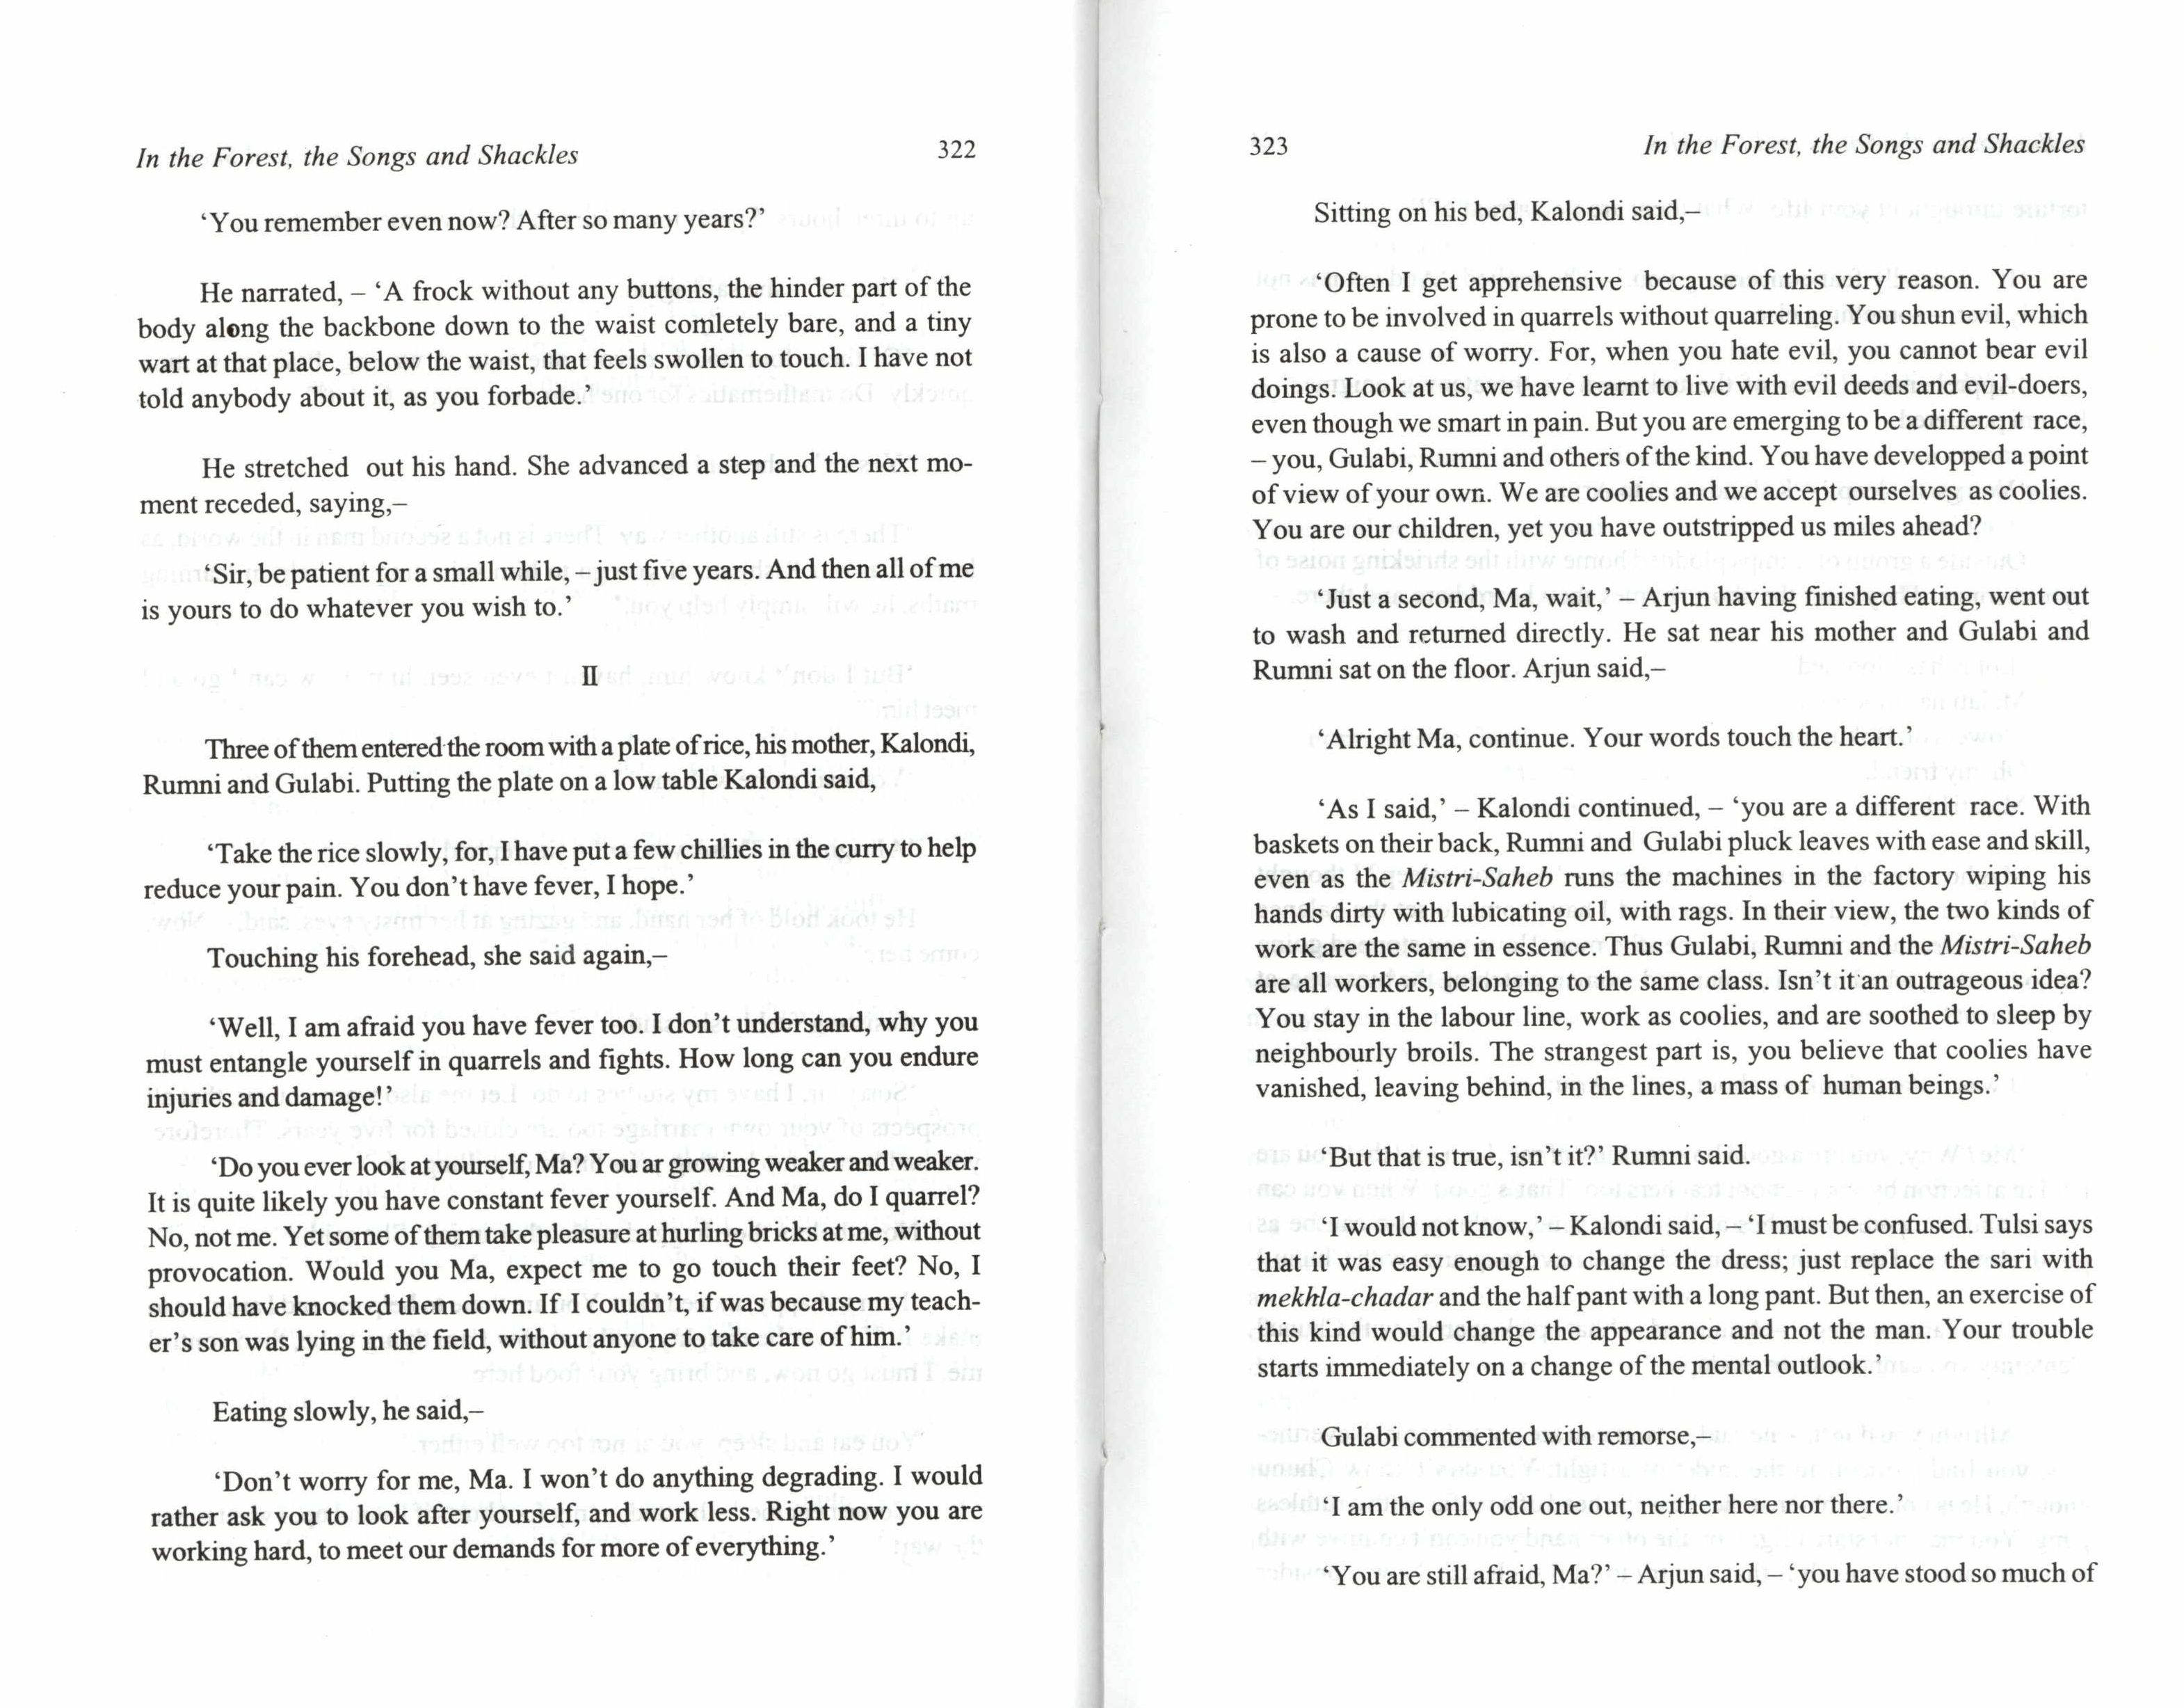 In the Forest, the Songs and Shackles 322
‘You remember even now? After so many years?’
He narrated, – ‘A frock without any buttons, the hinder part of the
body along the backbone down to the waist comletely bare, and a tiny
wart at that place, below the waist, that feels swollen to touch. I have not
told anybody about it, as you forbade.’
He stretched out his hand. She advanced a step and the next mo-
ment receded, saying,–
‘Sir, be patient for a small while, – just five years. And then all of me
is yours to do whatever you wish to.’
II
Three of them entered the room with a plate of rice, his mother, Kalondi,
Rumni and Gulabi. Putting the plate on a low table Kalondi said,
‘Take the rice slowly, for, I have put a few chillies in the curry to help
reduce your pain. You don’t have fever, I hope.’
Touching his forehead, she said again,–
‘Well, I am afraid you have fever too. I don’t understand, why you
must entangle yourself in quarrels and fights. How long can you endure
injuries and damage!’
‘Do you ever look at yourself, Ma? You ar growing weaker and weaker.
It is quite likely you have constant fever yourself. And Ma, do I quarrel?
No, not me. Yet some of them take pleasure at hurling bricks at me, without
provocation. Would you Ma, expect me to go touch their feet? No, I
should have knocked them down. If I couldn’t, if was because my teach-
er’s son was lying in the field, without anyone to take care of him.’
Eating slowly, he said,–
‘Don’t worry for me, Ma. I won’t do anything degrading. I would
rather ask you to look after yourself, and work less. Right now you are
working hard, to meet our demands for more of everything.’
323 In the Forest, the Songs and Shackles
Sitting on his bed, Kalondi said,–
‘Often I get apprehensive because of this very reason. You are
prone to be involved in quarrels without quarreling. You shun evil, which
is also a cause of worry. For, when you hate evil, you cannot bear evil
doings. Look at us, we have learnt to live with evil deeds and evil-doers,
even though we smart in pain. But you are emerging to be a different race,
– you, Gulabi, Rumni and others of the kind. You have developped a point
of view of your own. We are coolies and we accept ourselves as coolies.
You are our children, yet you have outstripped us miles ahead?
‘Just a second, Ma, wait,’ – Arjun having finished eating, went out
to wash and returned directly. He sat near his mother and Gulabi and
Rumni sat on the floor. Arjun said,–
‘Alright Ma, continue. Your words touch the heart.’
‘As I said,’ – Kalondi continued, – ‘you are a different race. With
baskets on their back, Rumni and Gulabi pluck leaves with ease and skill,
even as the Mistri-Saheb runs the machines in the factory wiping his
hands dirty with lubicating oil, with rags. In their view, the two kinds of
work are the same in essence. Thus Gulabi, Rumni and the Mistri-Saheb
are all workers, belonging to the same class. Isn’t it an outrageous idea?
You stay in the labour line, work as coolies, and are soothed to sleep by
neighbourly broils. The strangest part is, you believe that coolies have
vanished, leaving behind, in the lines, a mass of human beings.’
‘But that is true, isn’t it?’ Rumni said.
‘I would not know,’ – Kalondi said, – ‘I must be confused. Tulsi says
that it was easy enough to change the dress; just replace the sari with
mekhla-chadar and the half pant with a long pant. But then, an exercise of
this kind would change the appearance and not the man. Your trouble
starts immediately on a change of the mental outlook.’
Gulabi commented with remorse,–
‘I am the only odd one out, neither here not there.’
‘You are still afraid, Ma?’ – Arjun said, – ‘you have stood so much of